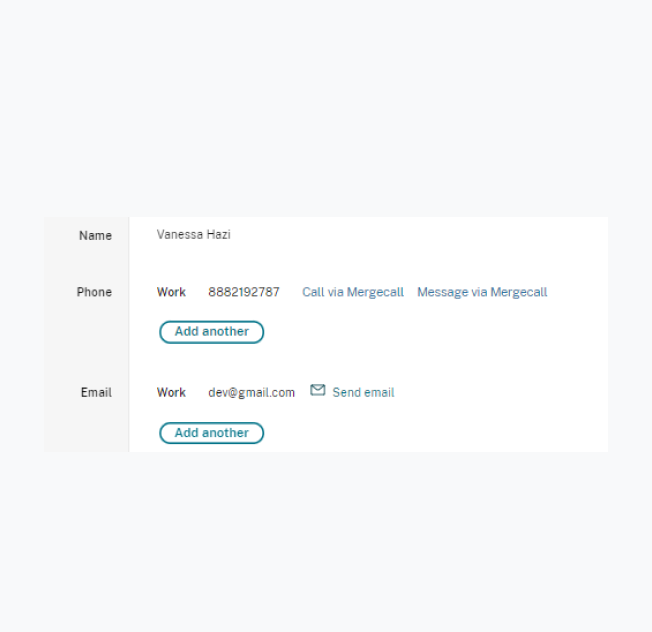 Name Vanessa Hazi
Phone Work 8882192787 Call via Mergecall Message via Mergecall
Add another
Email Work dev@gmail.com Send email
Add another